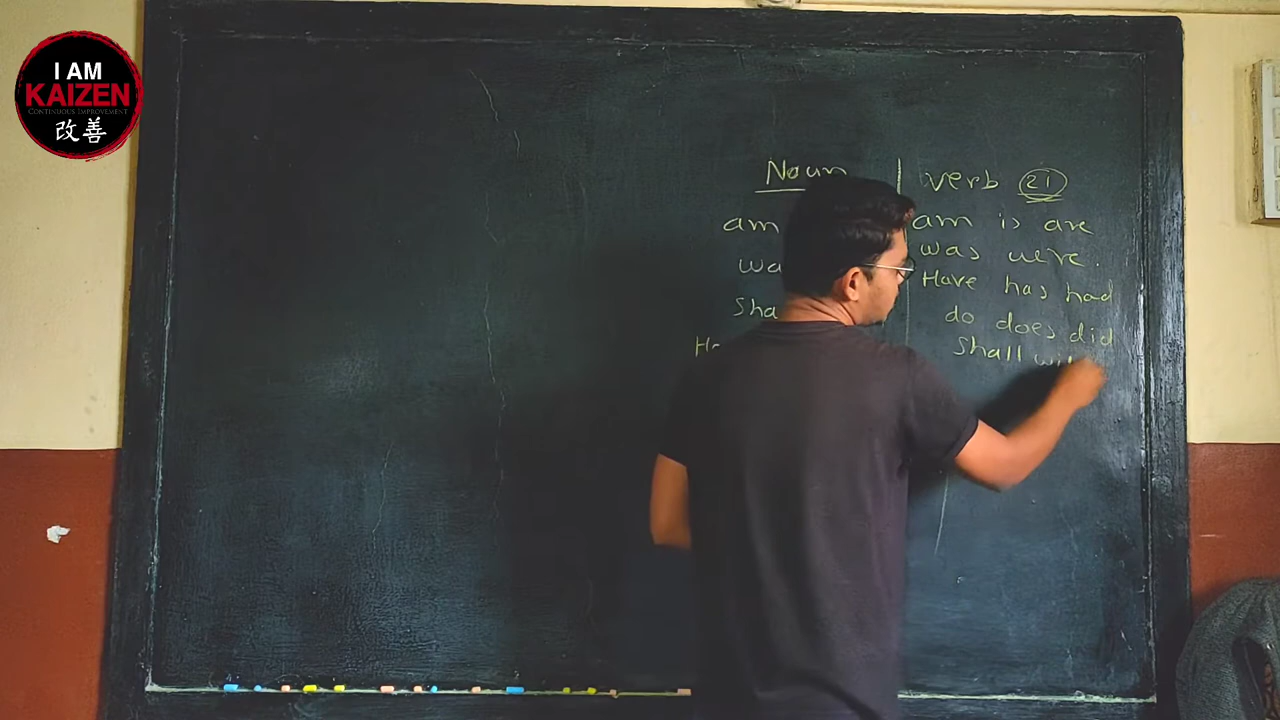 I AM
KAIZEN
CONTINUOUS IMPROVEMENT
改善
Noun
am
wa
Sha
Ha
verb 21
am is are
was were.
Have has had
do does did
Shall